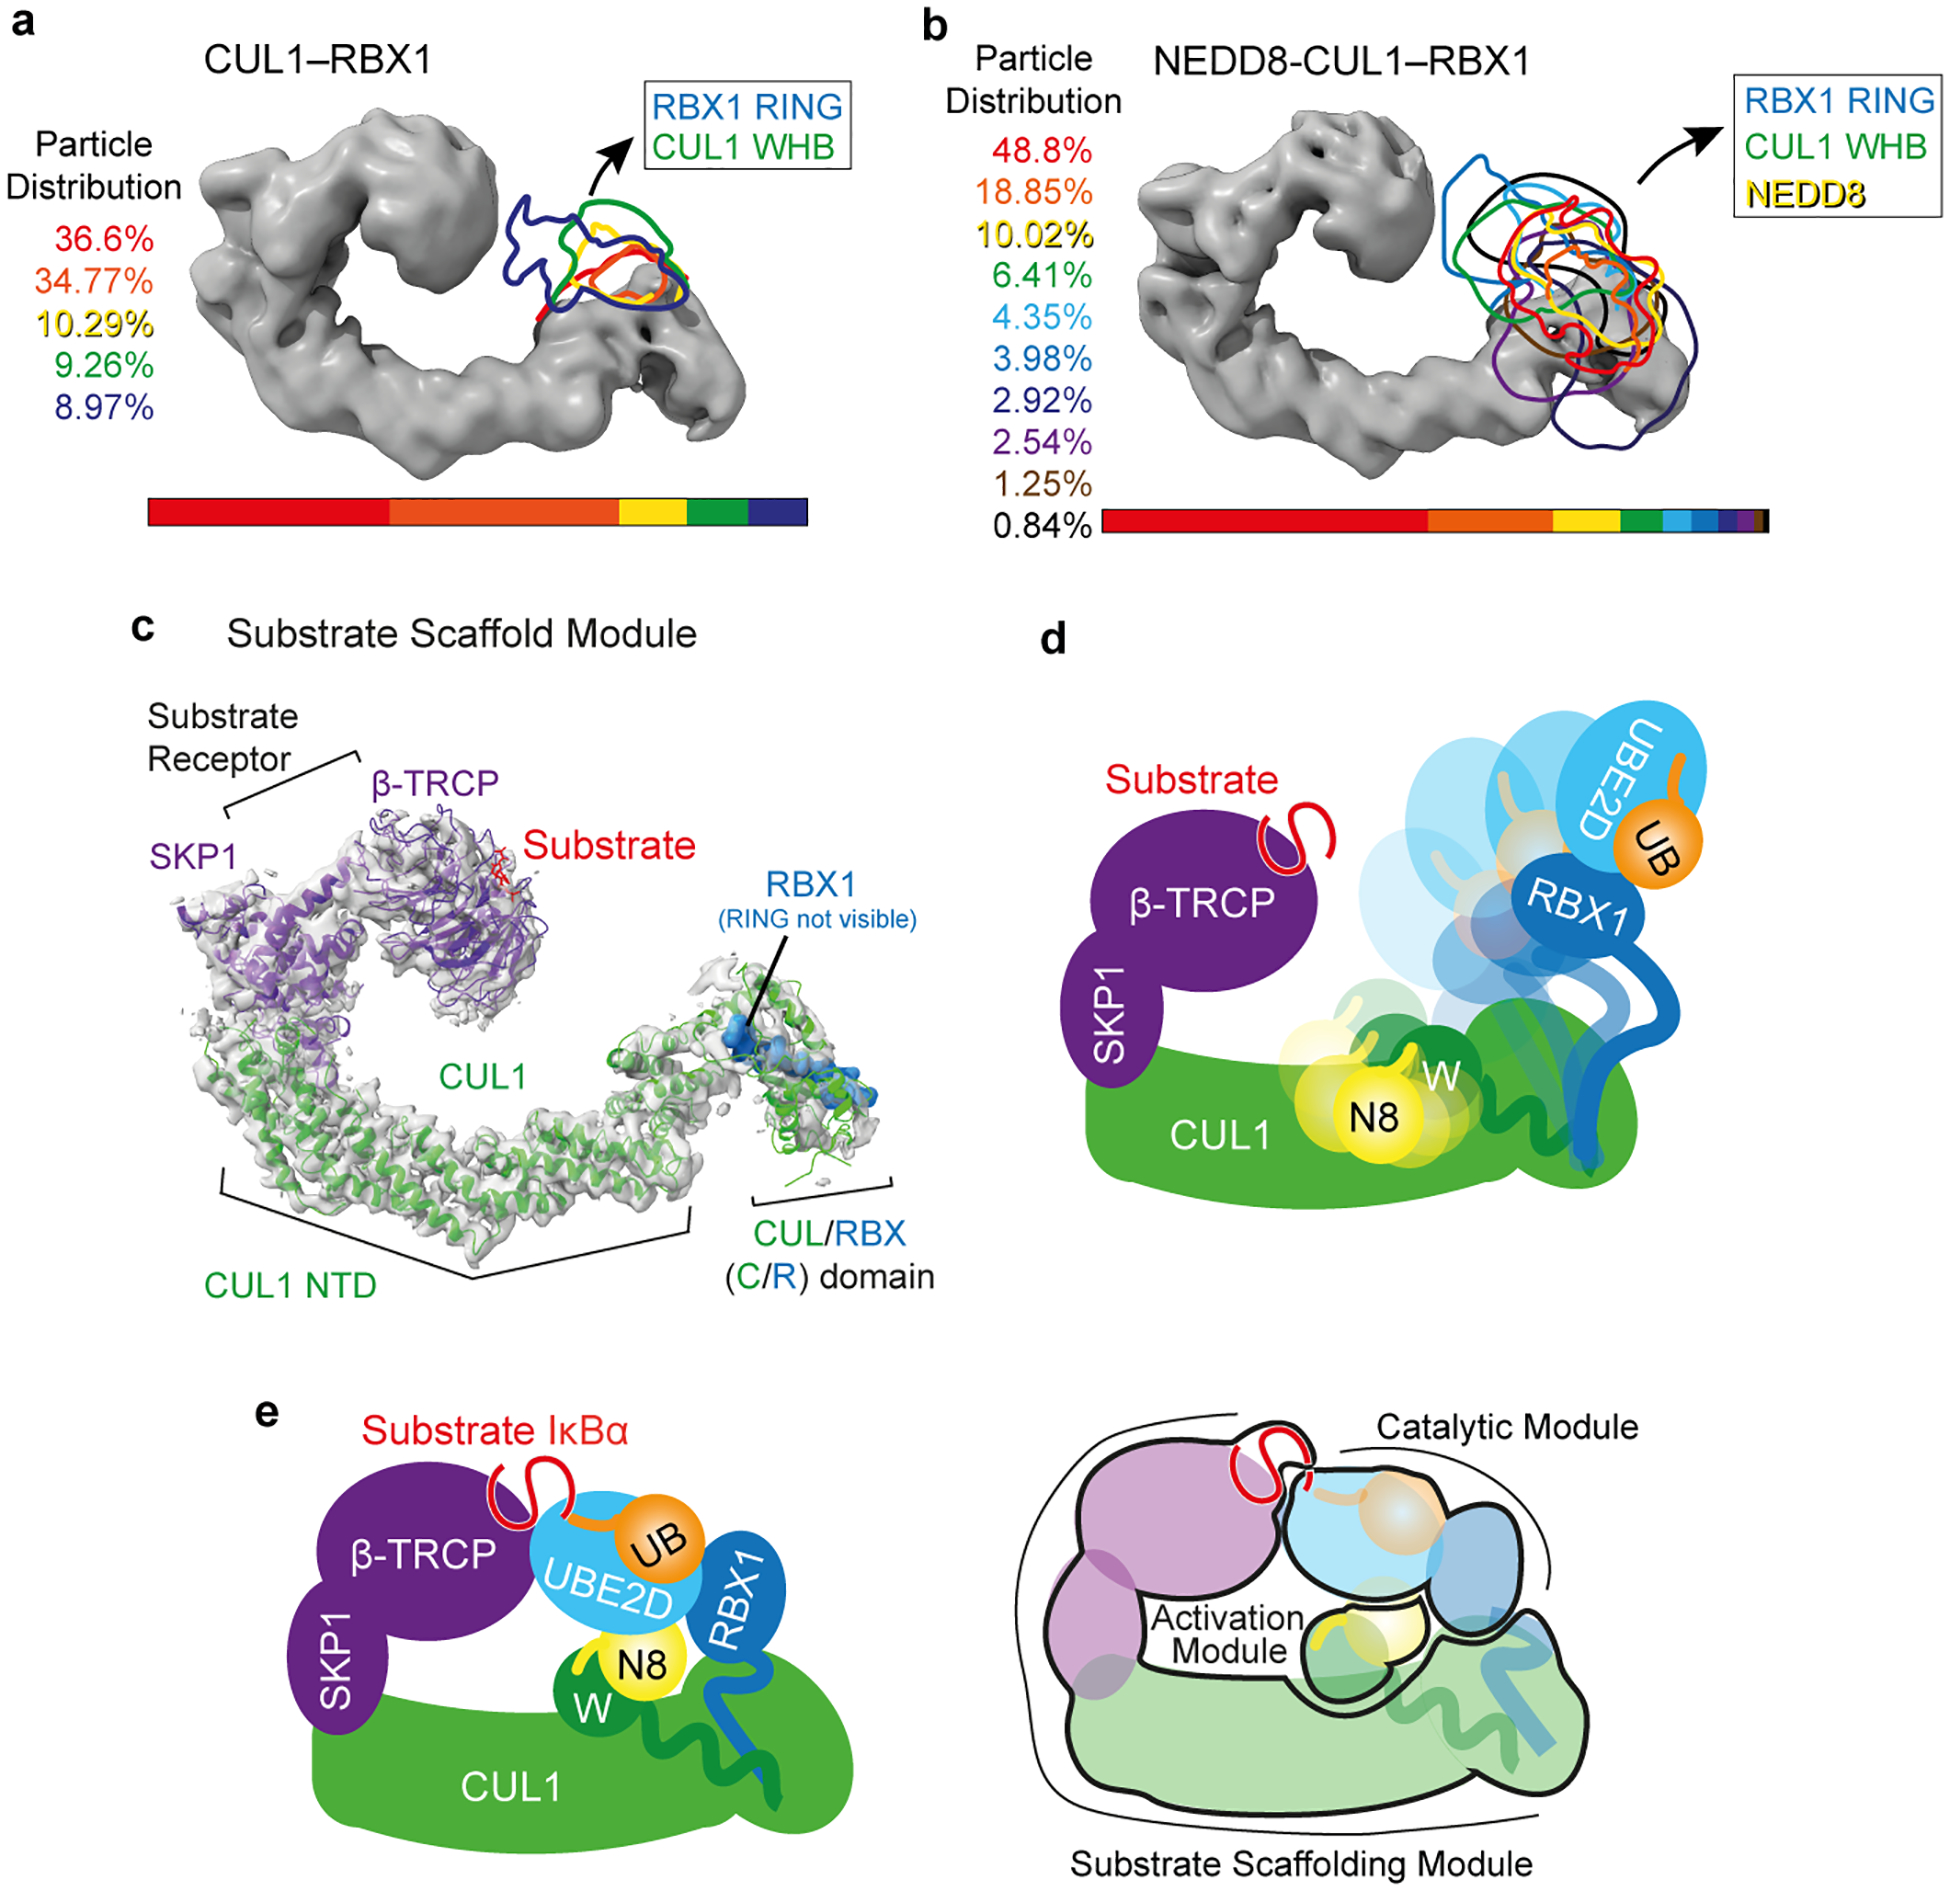 a
CUL1–RBX1
Particle
Distribution
36.6%
34.77%
10.29%
9.26%
8.97%
RBX1 RING
CUL1 WHB
b
Particle
Distribution
NEDD8-CUL1–RBX1
48.8%
18.85%
10.02%
6.41%
4.35%
3.98%
2.92%
2.54%
1.25%
0.84%
RBX1 RING
CUL1 WHB
NEDD8
c
Substrate Scaffold Module
Substrate
Receptor
β-TRCP
SKP1
Substrate
RBX1
(RING not visible)
CUL1
CUL1 NTD
CUL/RBX
(C/R) domain
d
Substrate
β-TRCP
SKP1
UBE2D
UB
RBX1
W
N8
CUL1
e
Substrate IκBα
β-TRCP
UB
UBE2D
RBX1
SKP1
N8
W
CUL1
Catalytic Module
Activation
Module
Substrate Scaffolding Module